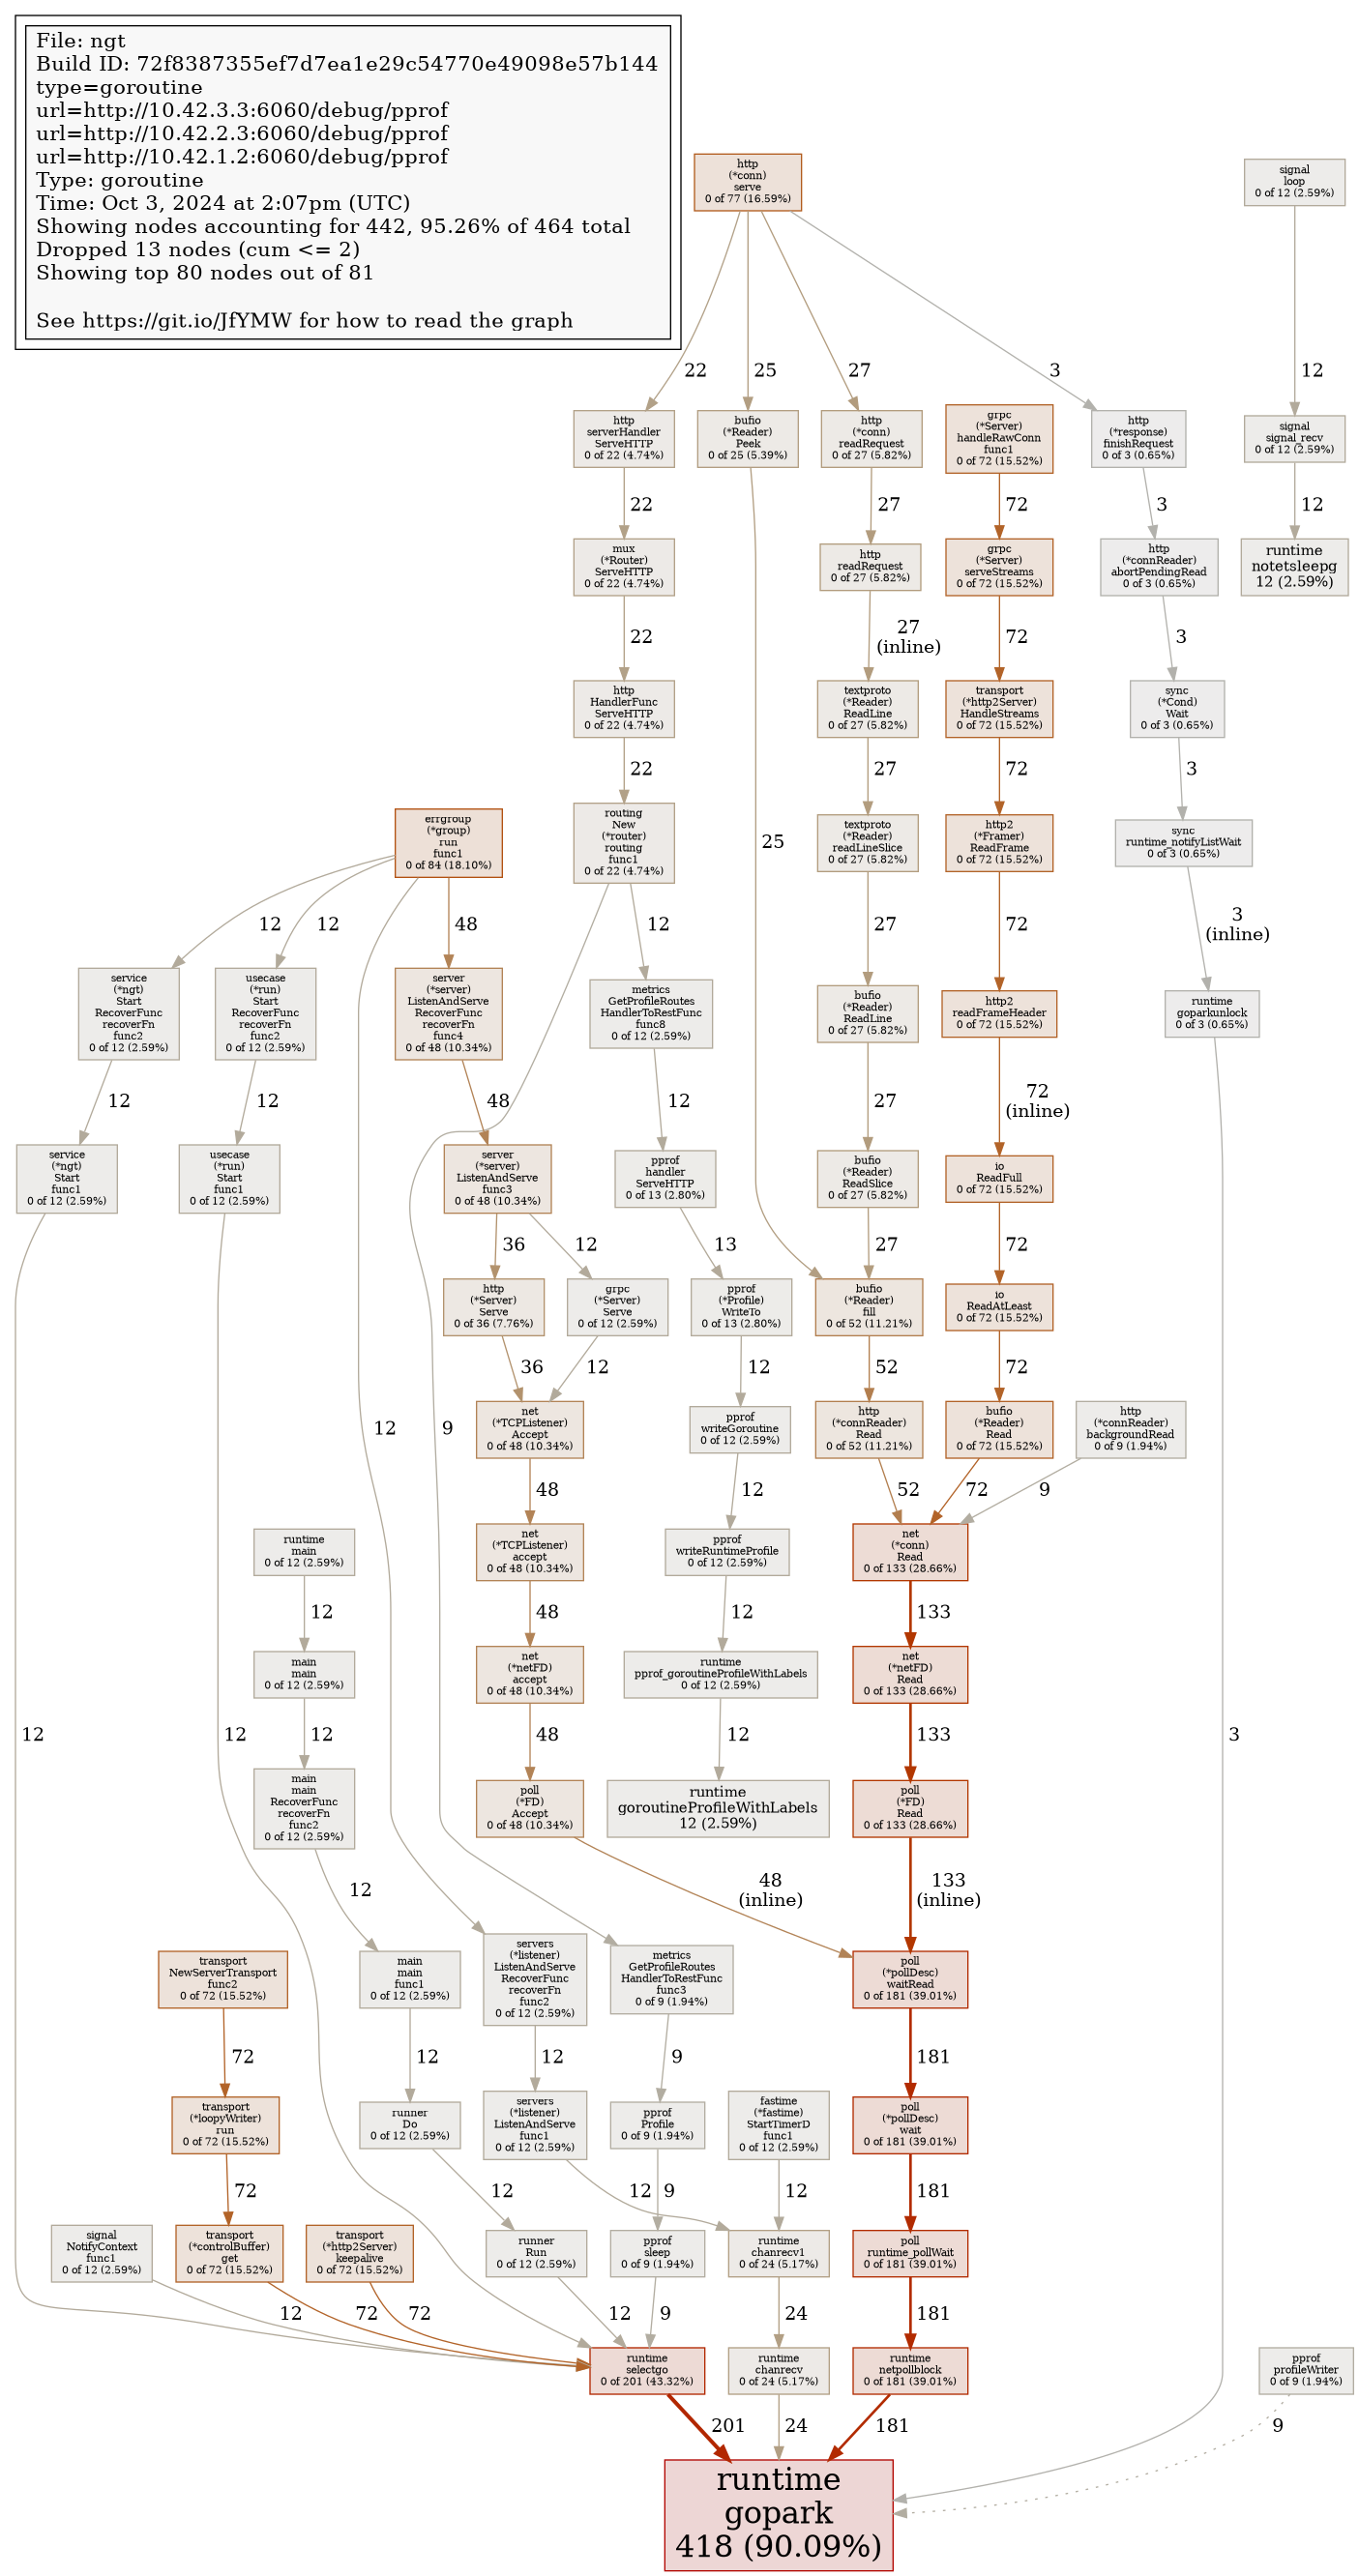 File: ngt
Build ID: 72f8387355ef7d7ea1e29c54770e49098e57b144
type=goroutine
url=http://10.42.3.3:6060/debug/pprof
url=http://10.42.2.3:6060/debug/pprof
url=http://10.42.1.2:6060/debug/pprof
Type: goroutine
Time: Oct 3, 2024 at 2:07pm (UTC)
Showing nodes accounting for 442, 95.26% of 464 total
Dropped 13 nodes (cum <= 2)
Showing top 80 nodes out of 81
See https://git.io/JfYMW for how to read the graph
http
(*conn)
serve
0 of 77 (16.59%)
signal
loop
0 of 12 (2.59%)
22
25
27
3
12
http
serverHandler
ServeHTTP
0 of 22 (4.74%)
bufio
(*Reader)
Peek
0 of 25 (5.39%)
http
(*conn)
readRequest
0 of 27 (5.82%)
grpc
(*Server)
handleRawConn
func1
0 of 72 (15.52%)
http
(*response)
finishRequest
0 of 3 (0.65%)
signal
signal_recv
0 of 12 (2.59%)
22
27
72
3
12
mux
(*Router)
ServeHTTP
0 of 22 (4.74%)
http
readRequest
0 of 27 (5.82%)
grpc
(*Server)
serveStreams
0 of 72 (15.52%)
http
(*connReader)
abortPendingRead
0 of 3 (0.65%)
runtime
notetsleepg
12 (2.59%)
22
27
(inline)
72
3
http
HandlerFunc
ServeHTTP
0 of 22 (4.74%)
textproto
(*Reader)
ReadLine
0 of 27 (5.82%)
transport
(*http2Server)
HandleStreams
0 of 72 (15.52%)
sync
(*Cond)
Wait
0 of 3 (0.65%)
22
27
72
3
errgroup
(*group)
run
func1
0 of 84 (18.10%)
routing
New
(*router)
routing
func1
0 of 22 (4.74%)
25
textproto
(*Reader)
readLineSlice
0 of 27 (5.82%)
http2
(*Framer)
ReadFrame
0 of 72 (15.52%)
sync
runtime_notifyListWait
0 of 3 (0.65%)
12
12
48
12
27
72
3
(inline)
service
(*ngt)
Start
RecoverFunc
recoverFn
func2
0 of 12 (2.59%)
usecase
(*run)
Start
RecoverFunc
recoverFn
func2
0 of 12 (2.59%)
server
(*server)
ListenAndServe
RecoverFunc
recoverFn
func4
0 of 48 (10.34%)
metrics
GetProfileRoutes
HandlerToRestFunc
func8
0 of 12 (2.59%)
bufio
(*Reader)
ReadLine
0 of 27 (5.82%)
http2
readFrameHeader
0 of 72 (15.52%)
runtime
goparkunlock
0 of 3 (0.65%)
12
12
48
12
27
72
(inline)
service
(*ngt)
Start
func1
0 of 12 (2.59%)
usecase
(*run)
Start
func1
0 of 12 (2.59%)
server
(*server)
ListenAndServe
func3
0 of 48 (10.34%)
pprof
handler
ServeHTTP
0 of 13 (2.80%)
bufio
(*Reader)
ReadSlice
0 of 27 (5.82%)
io
ReadFull
0 of 72 (15.52%)
36
12
13
27
72
http
(*Server)
Serve
0 of 36 (7.76%)
grpc
(*Server)
Serve
0 of 12 (2.59%)
pprof
(*Profile)
WriteTo
0 of 13 (2.80%)
bufio
(*Reader)
fill
0 of 52 (11.21%)
io
ReadAtLeast
0 of 72 (15.52%)
36
12
12
52
72
12
9
net
(*TCPListener)
Accept
0 of 48 (10.34%)
pprof
writeGoroutine
0 of 12 (2.59%)
http
(*connReader)
Read
0 of 52 (11.21%)
bufio
(*Reader)
Read
0 of 72 (15.52%)
http
(*connReader)
backgroundRead
0 of 9 (1.94%)
48
12
52
72
9
runtime
main
0 of 12 (2.59%)
net
(*TCPListener)
accept
0 of 48 (10.34%)
pprof
writeRuntimeProfile
0 of 12 (2.59%)
net
(*conn)
Read
0 of 133 (28.66%)
12
48
12
133
main
main
0 of 12 (2.59%)
net
(*netFD)
accept
0 of 48 (10.34%)
runtime
pprof_goroutineProfileWithLabels
0 of 12 (2.59%)
net
(*netFD)
Read
0 of 133 (28.66%)
12
12
12
48
12
133
3
main
main
RecoverFunc
recoverFn
func2
0 of 12 (2.59%)
poll
(*FD)
Accept
0 of 48 (10.34%)
runtime
goroutineProfileWithLabels
12 (2.59%)
poll
(*FD)
Read
0 of 133 (28.66%)
12
48
(inline)
133
(inline)
transport
NewServerTransport
func2
0 of 72 (15.52%)
main
main
func1
0 of 12 (2.59%)
servers
(*listener)
ListenAndServe
RecoverFunc
recoverFn
func2
0 of 12 (2.59%)
metrics
GetProfileRoutes
HandlerToRestFunc
func3
0 of 9 (1.94%)
poll
(*pollDesc)
waitRead
0 of 181 (39.01%)
72
12
12
9
181
transport
(*loopyWriter)
run
0 of 72 (15.52%)
runner
Do
0 of 12 (2.59%)
servers
(*listener)
ListenAndServe
func1
0 of 12 (2.59%)
pprof
Profile
0 of 9 (1.94%)
fastime
(*fastime)
StartTimerD
func1
0 of 12 (2.59%)
poll
(*pollDesc)
wait
0 of 181 (39.01%)
72
12
12
9
12
181
signal
NotifyContext
func1
0 of 12 (2.59%)
transport
(*controlBuffer)
get
0 of 72 (15.52%)
transport
(*http2Server)
keepalive
0 of 72 (15.52%)
runner
Run
0 of 12 (2.59%)
pprof
sleep
0 of 9 (1.94%)
runtime
chanrecv1
0 of 24 (5.17%)
poll
runtime_pollWait
0 of 181 (39.01%)
12
72
72
12
9
24
181
runtime
selectgo
0 of 201 (43.32%)
runtime
chanrecv
0 of 24 (5.17%)
runtime
netpollblock
0 of 181 (39.01%)
pprof
profileWriter
0 of 9 (1.94%)
201
24
181
9
runtime
gopark
418 (90.09%)